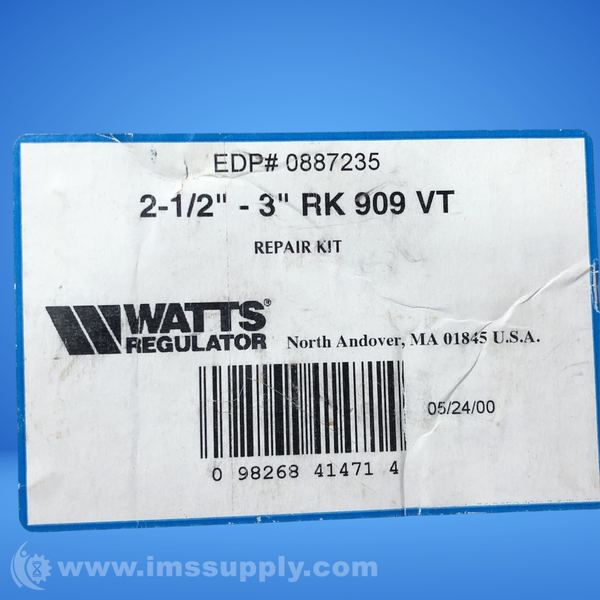 EDP# 0887235
2-1/2" - 3" RK 909 VT
REPAIR KIT
WATTS®
REGULATOR
North Andover, MA 01845 U.S.A.
05/24/00
0 98268 41471 4
www.imssupply.com